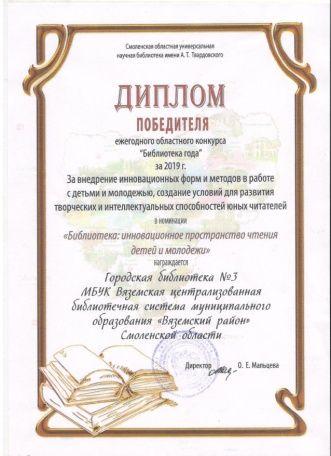 Смоленская областная универсальная
научная библиотека имени А. Т. Твардовского
ДИПЛОМ
ПОБЕДИТЕЛЯ
ежегодного областного конкурса
"Библиотека года"
за 2019 г.
За внедрение инновационных форм и методов в работе
с детьми и молодежью, создание условий для развития
творческих и интеллектуальных способностей юных читателей
в номинации
«Библиотека: инновационное пространство чтения
детей и молодежи»
награждается
Городская библиотека №3
МБУК Вяземская централизованная
библиотечная система муниципального
образования «Вяземский район»
Смоленской области
Директор О. Е. Мальцева